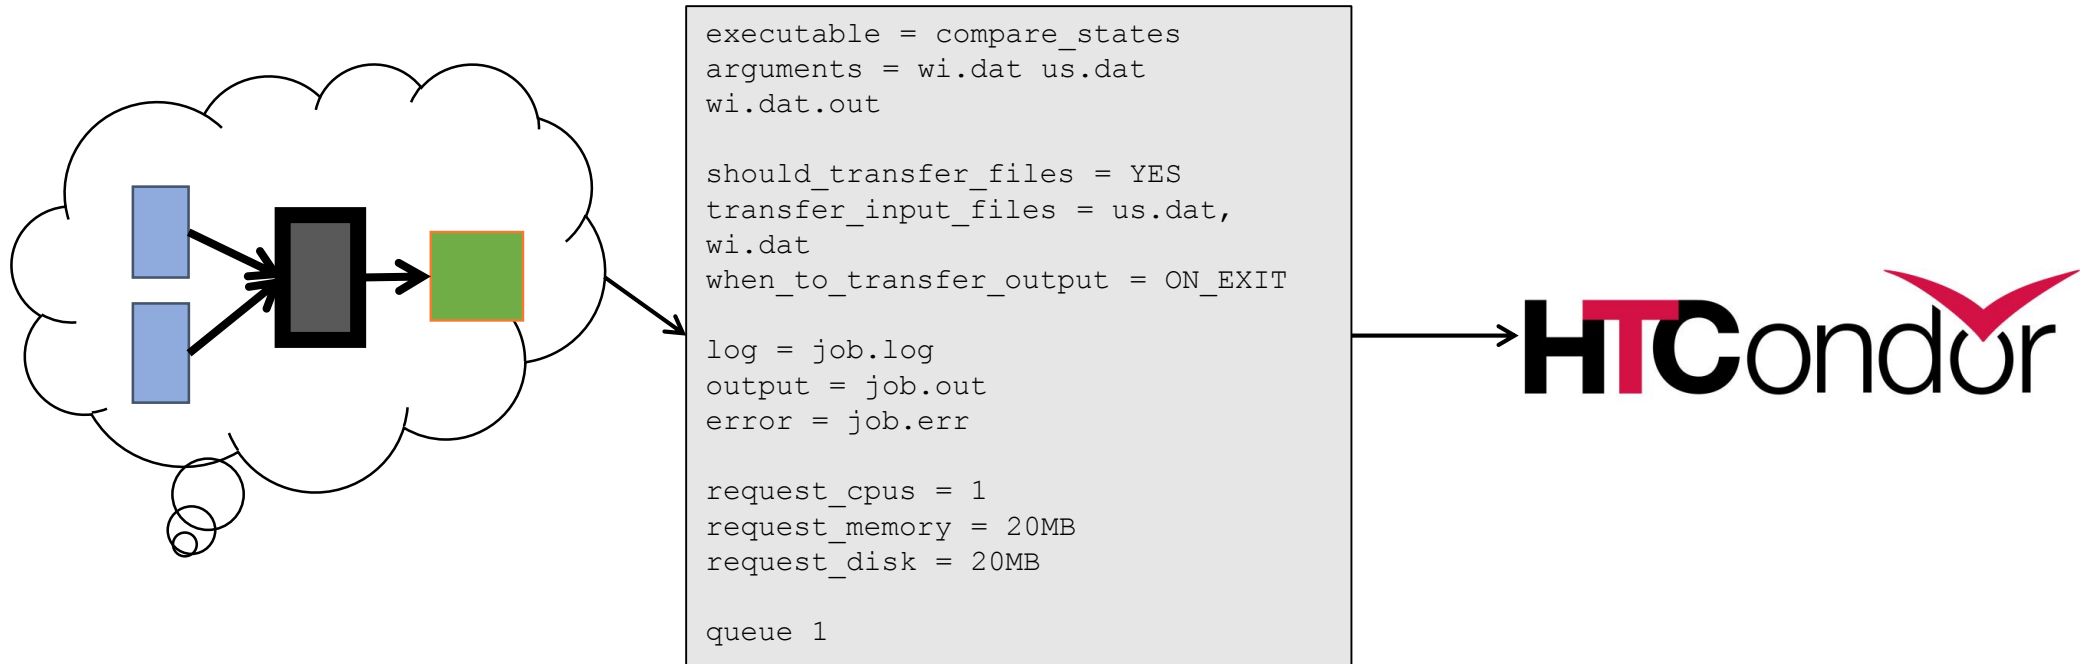 executable = compare_states
arguments = wi.dat us.dat
wi.dat.out
should_transfer_files = YES
transfer_input_files = us.dat,
wi.dat
when_to_transfer_output = ON_EXIT
log = job.log
output = job.out
error = job.err
request_cpus = 1
request_memory = 20MB
request_disk = 20MB
queue 1
HTCondor